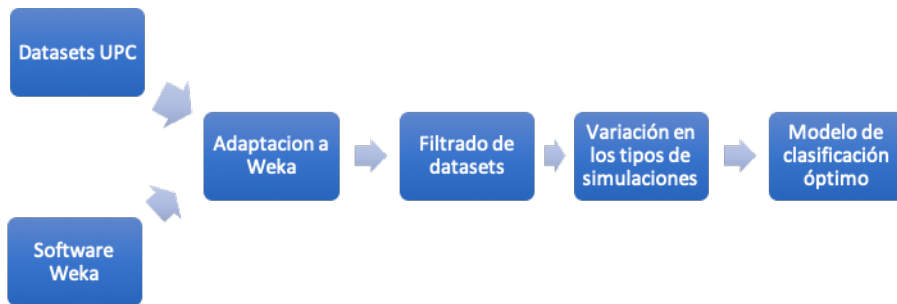 Datasets UPC
Adaptacion a
Weka
Filtrado de
datasets
Variación en
los tipos de
simulaciones
Modelo de
clasificación
óptimo
Software
Weka